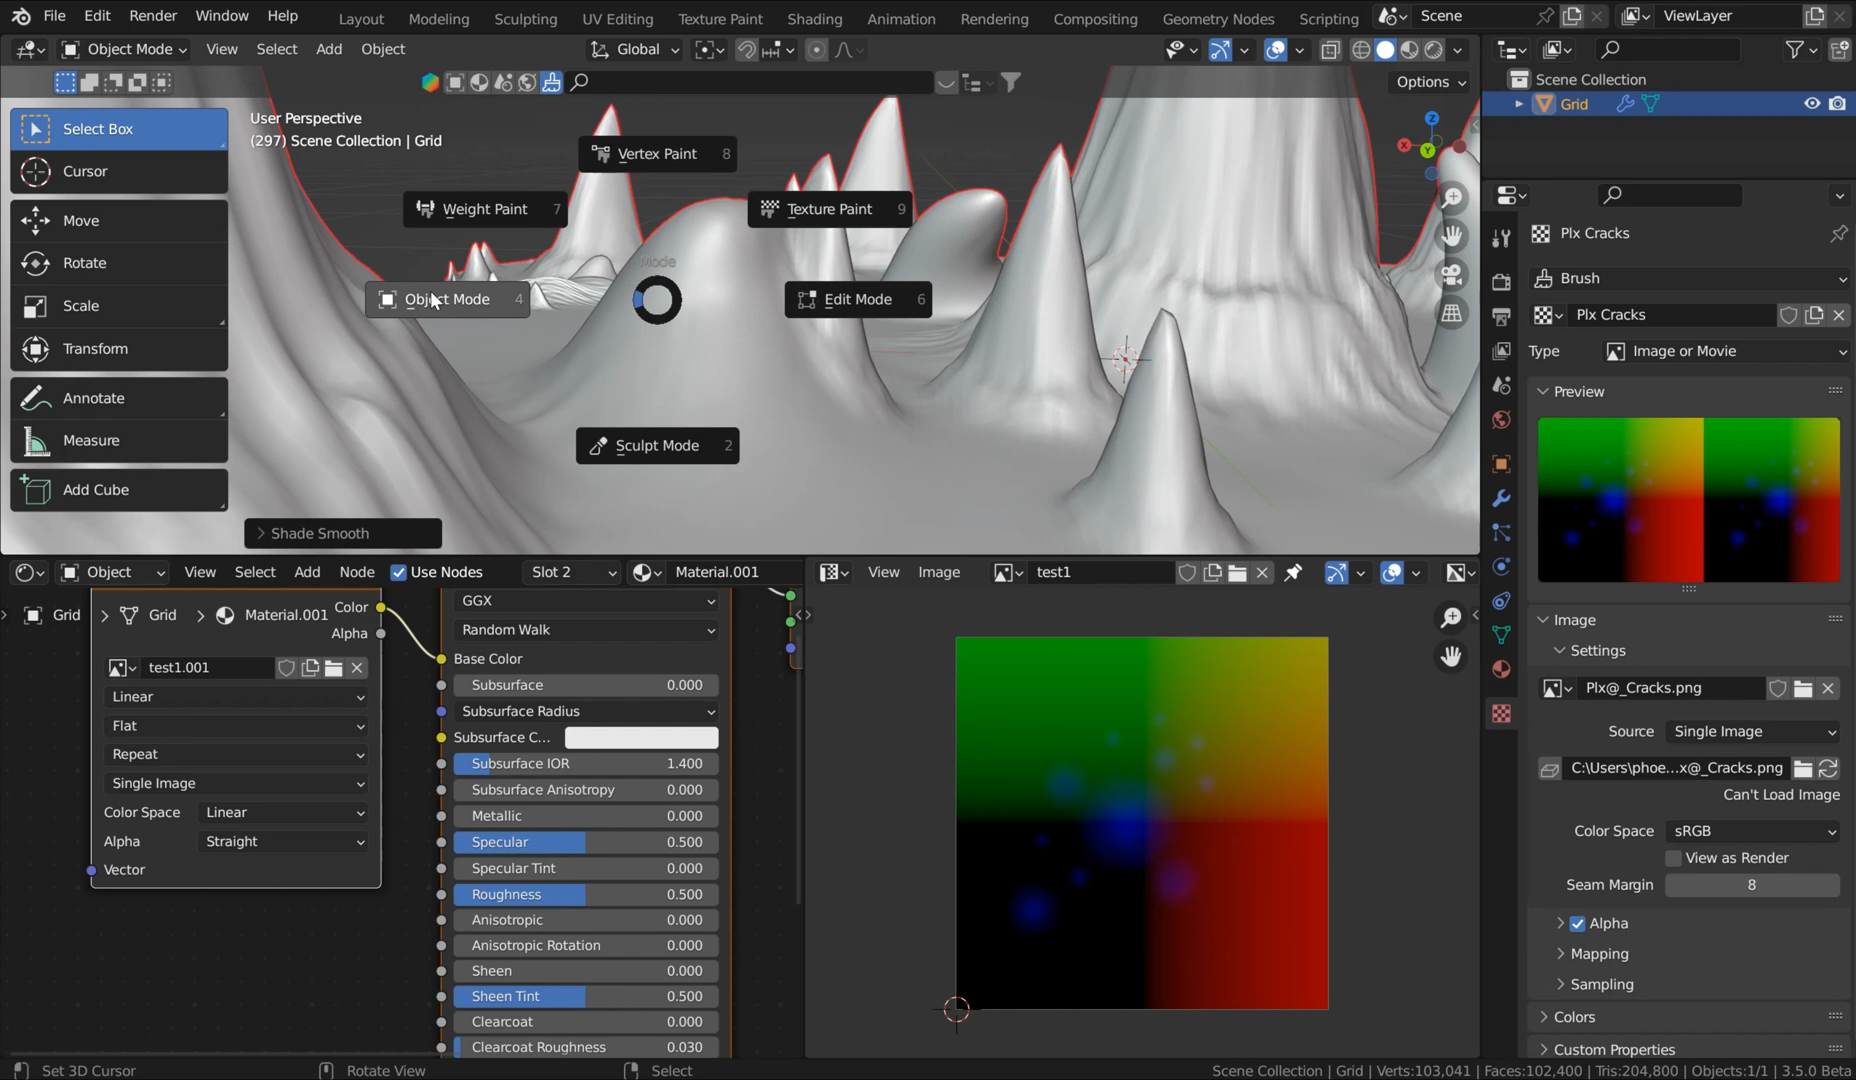 File Edit Render Window Help Layout Modeling Sculpting UV Editing Texture Paint Shading Animation Rendering Compositing Geometry Nodes Scripting Scene ViewLayer
Object Mode View Select Add Object Global
Options
Select Box
Cursor
Move
Rotate
Scale
Transform
Annotate
Measure
Add Cube
User Perspective
(297) Scene Collection | Grid
Vertex Paint 8
Weight Paint 7
Texture Paint 9
Mode
Object Mode 4
Edit Mode 6
Sculpt Mode 2
Z
X
Y
Shade Smooth
Object View Select Add Node Use Nodes Slot 2 Material.001
Grid Grid Material.001
Color
Alpha
test1.001
Linear
Flat
Repeat
Single Image
Color Space Linear
Alpha Straight
Vector
GGX
Random Walk
Base Color
Subsurface 0.000
Subsurface Radius
Subsurface C...
Subsurface IOR 1.400
Subsurface Anisotropy 0.000
Metallic 0.000
Specular 0.500
Specular Tint 0.000
Roughness 0.500
Anisotropic 0.000
Anisotropic Rotation 0.000
Sheen 0.000
Sheen Tint 0.500
Clearcoat 0.000
Clearcoat Roughness 0.030
View Image test1
Scene Collection
Grid
Plx Cracks
Brush
Plx Cracks
Type Image or Movie
Preview
Image
Settings
Plx@_Cracks.png
Source Single Image
C:\Users\phoe...x@_Cracks.png
Can't Load Image
Color Space sRGB
View as Render
Seam Margin 8
Alpha
Mapping
Sampling
Colors
Custom Properties
Set 3D Cursor Rotate View Select Scene Collection | Grid | Verts:103,041 | Faces:102,400 | Tris:204,800 | Objects:1/1 | 3.5.0 Beta